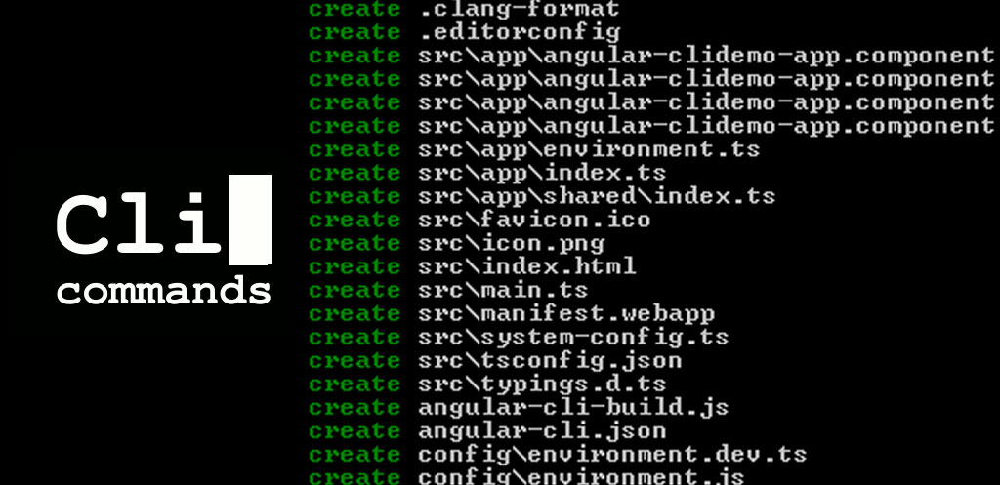 Cli
commands
create .clang-format
create .editorconfig
create src\app\angular-clidemo-app.component
create src\app\angular-clidemo-app.component
create src\app\angular-clidemo-app.component
create src\app\angular-clidemo-app.component
create src\app\environment.ts
create src\app\index.ts
create src\app\shared\index.ts
create src\favicon.ico
create src\icon.png
create src\index.html
create src\main.ts
create src\manifest.webapp
create src\system-config.ts
create src\tsconfig.json
create src\typings.d.ts
create angular-cli-build.js
create angular-cli.json
create config\environment.dev.ts
create config\environment.js